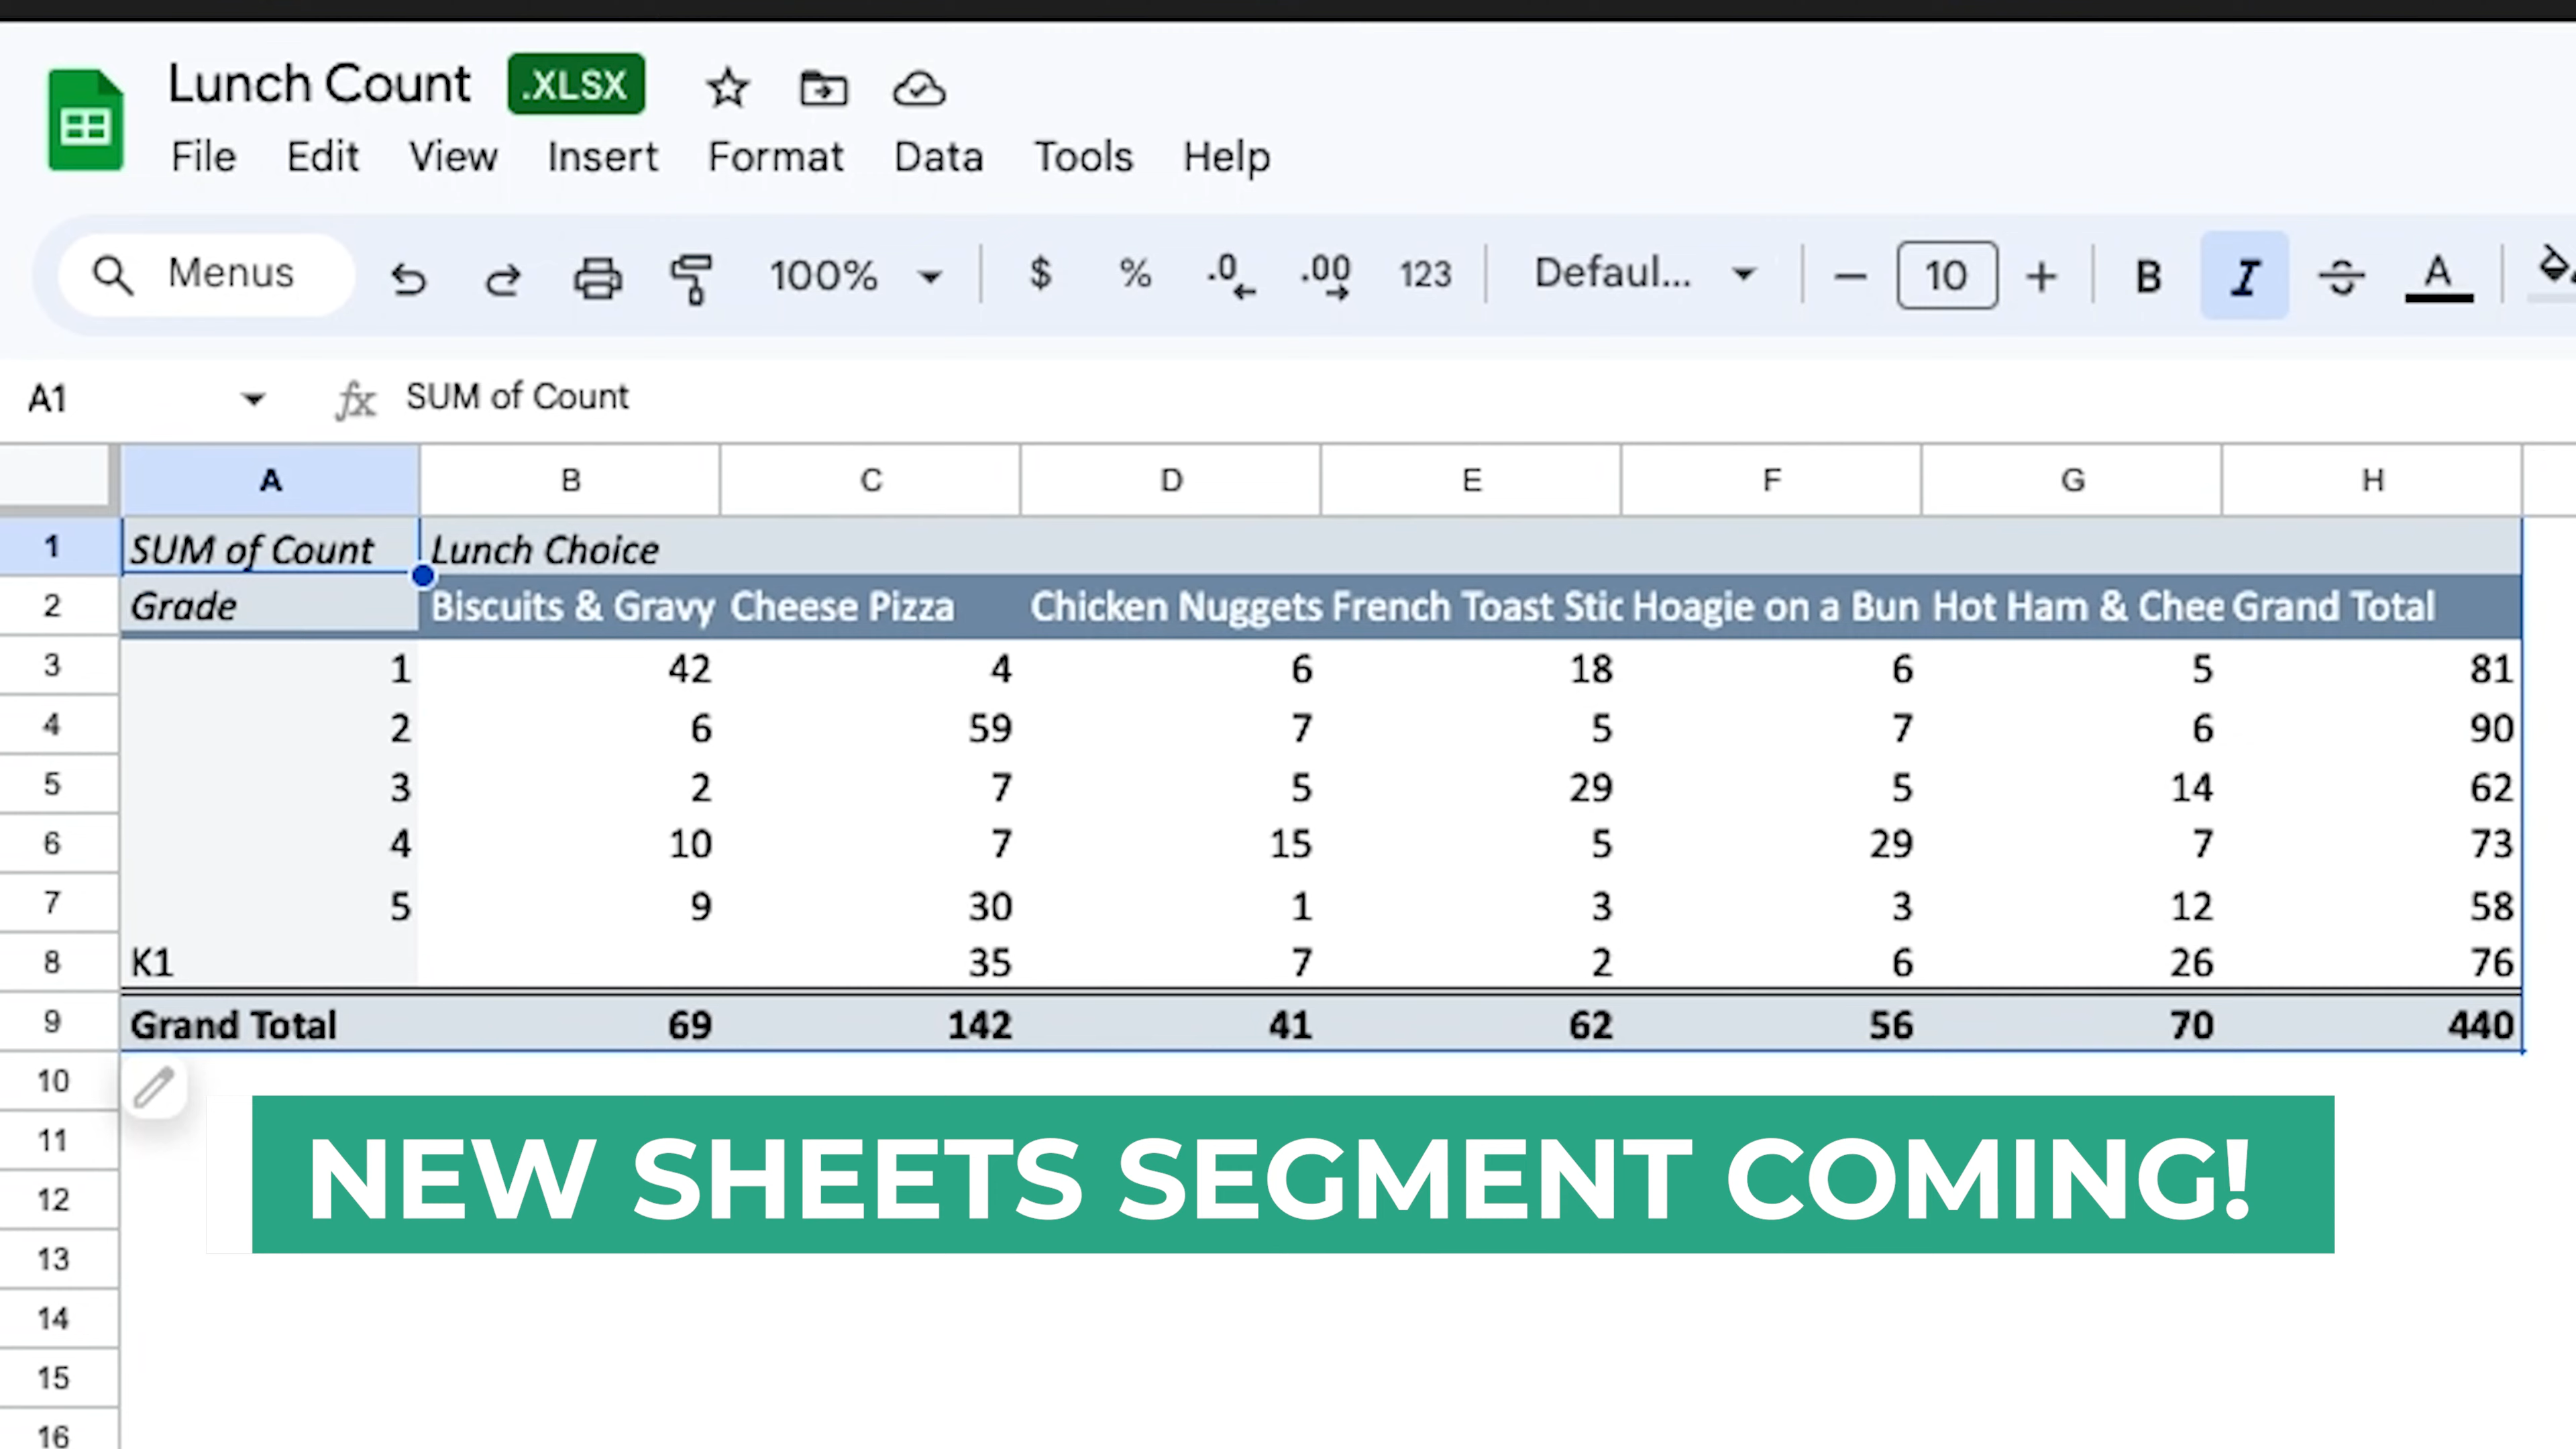 Lunch Count .XLSX
File Edit View Insert Format Data Tools Help
Menus 100% $ % .0 .00 123 Defaul... 10 B I A
A1 fx SUM of Count
A B C D E F G H
1 SUM of Count Lunch Choice
2 Grade Biscuits & Gravy Cheese Pizza Chicken Nuggets French Toast Stic Hoagie on a Bun Hot Ham & Chee Grand Total
3 1 42 4 6 18 6 5 81
4 2 6 59 7 5 7 6 90
5 3 2 7 5 29 5 14 62
6 4 10 7 15 5 29 7 73
7 5 9 30 1 3 3 12 58
8 K1 35 7 2 6 26 76
9 Grand Total 69 142 41 62 56 70 440
10
NEW SHEETS SEGMENT COMING!
11
12
13
14
15
16